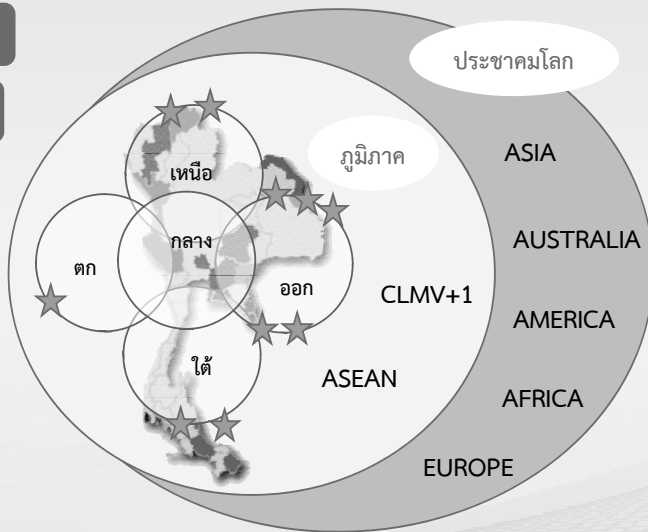 ประชาคมโลก
ภูมิภาค
ASIA
เหนือ
กลาง
AUSTRALIA
ตก
ออก
CLMV+1
AMERICA
ใต้
ASEAN
AFRICA
EUROPE